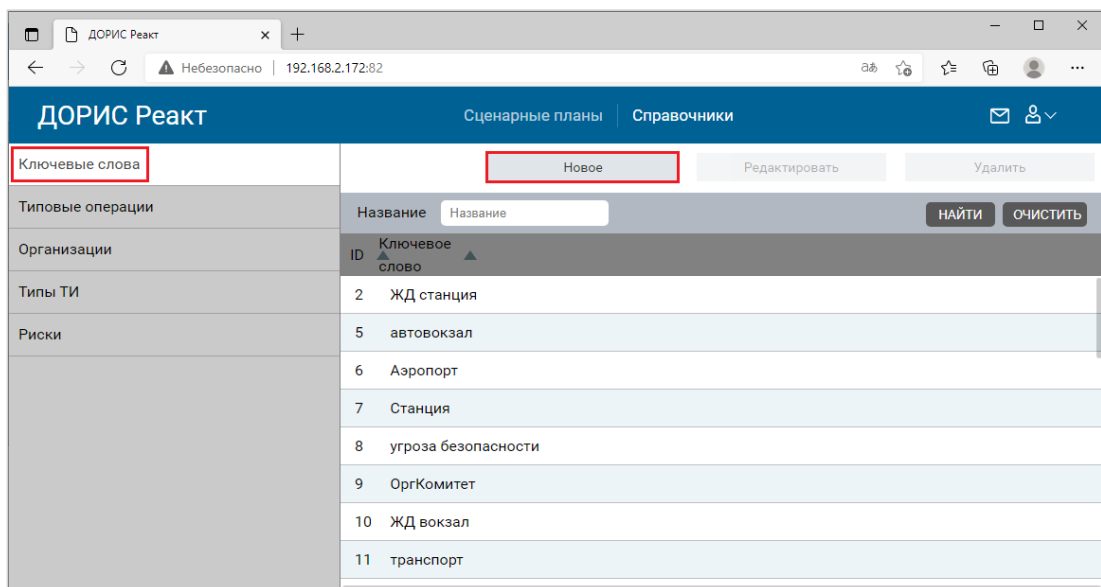 ДОРИС Реакт
Небезопасно 192.168.2.172:82 аあ
ДОРИС Реакт Сценарные планы Справочники
Ключевые слова Новое Редактировать Удалить
Типовые операции Название Название НАЙТИ ОЧИСТИТЬ
Организации ID Ключевое
слово
Типы ТИ 2 ЖД станция
Риски 5 автовокзал
6 Аэропорт
7 Станция
8 угроза безопасности
9 ОргКомитет
10 ЖД вокзал
11 транспорт